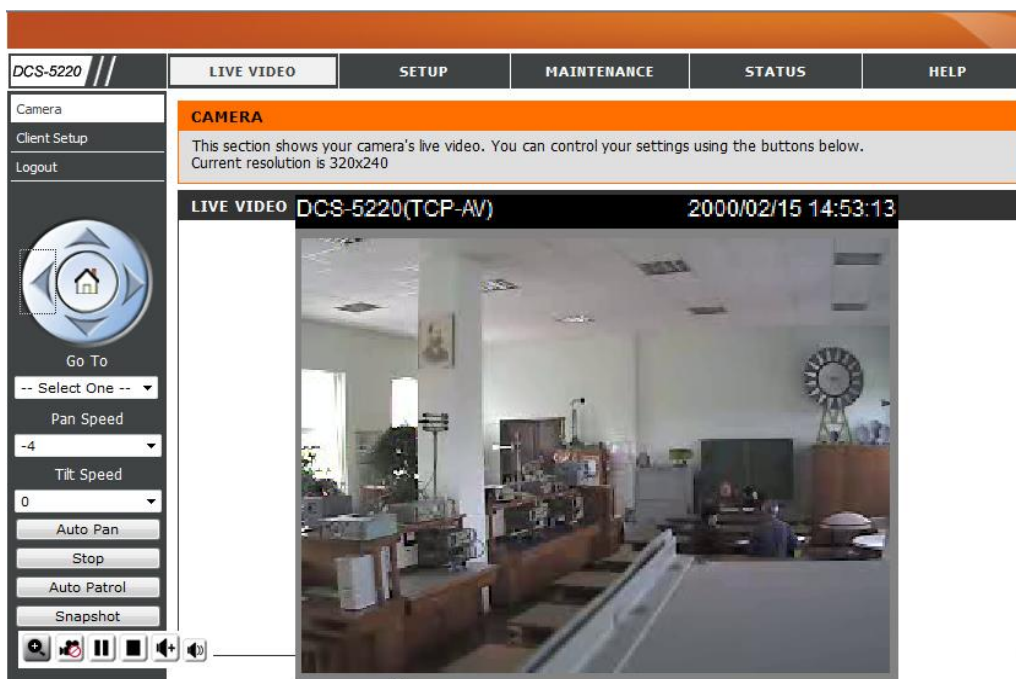 DCS-5220
LIVE VIDEO
SETUP
MAINTENANCE
STATUS
HELP
Camera
Client Setup
Logout
CAMERA
This section shows your camera's live video. You can control your settings using the buttons below.
Current resolution is 320x240
LIVE VIDEO
DCS-5220(TCP-AV)
2000/02/15 14:53:13
Go To
-- Select One --
Pan Speed
-4
Tilt Speed
0
Auto Pan
Stop
Auto Patrol
Snapshot